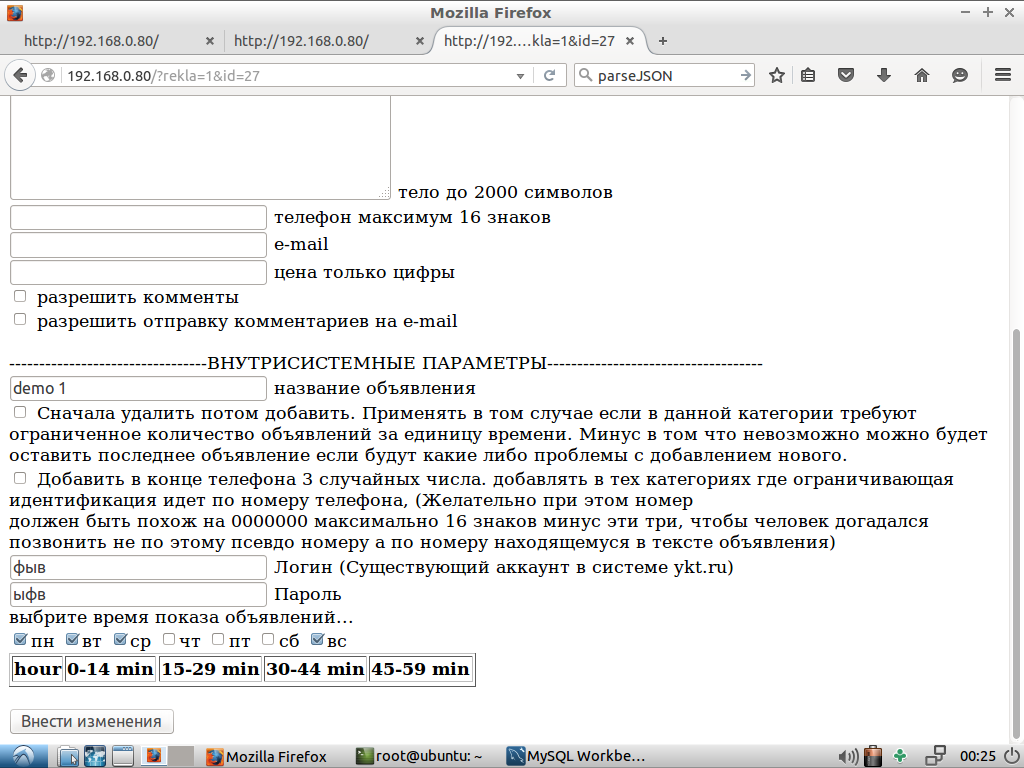 Mozilla Firefox
http://192.168.0.80/ http://192.168.0.80/ http://192....kla=1&id=27
192.168.0.80/?rekla=1&id=27 parseJSON
тело до 2000 символов
телефон максимум 16 знаков
e-mail
цена только цифры
разрешить комменты
разрешить отправку комментариев на e-mail
---------------------------------ВНУТРИСИСТЕМНЫЕ ПАРАМЕТРЫ------------------------------------
demo 1 название объявления
Сначала удалить потом добавить. Применять в том случае если в данной категории требуют
ограниченное количество объявлений за единицу времени. Минус в том что невозможно можно будет
оставить последнее объявление если будут какие либо проблемы с добавлением нового.
Добавить в конце телефона 3 случайных числа. добавлять в тех категориях где ограничивающая
идентификация идет по номеру телефона, (Желательно при этом номер
должен быть похож на 0000000 максимально 16 знаков минус эти три, чтобы человек догадался
позвонить не по этому псевдо номеру а по номеру находящемуся в тексте объявления)
фыв Логин (Существующий аккаунт в системе ykt.ru)
ыфв Пароль
выбрите время показа объявлений...
пн вт ср чт пт сб вс
hour 0-14 min 15-29 min 30-44 min 45-59 min
Внести изменения
Mozilla Firefox root@ubuntu: ~ MySQL Workbe... 00:25